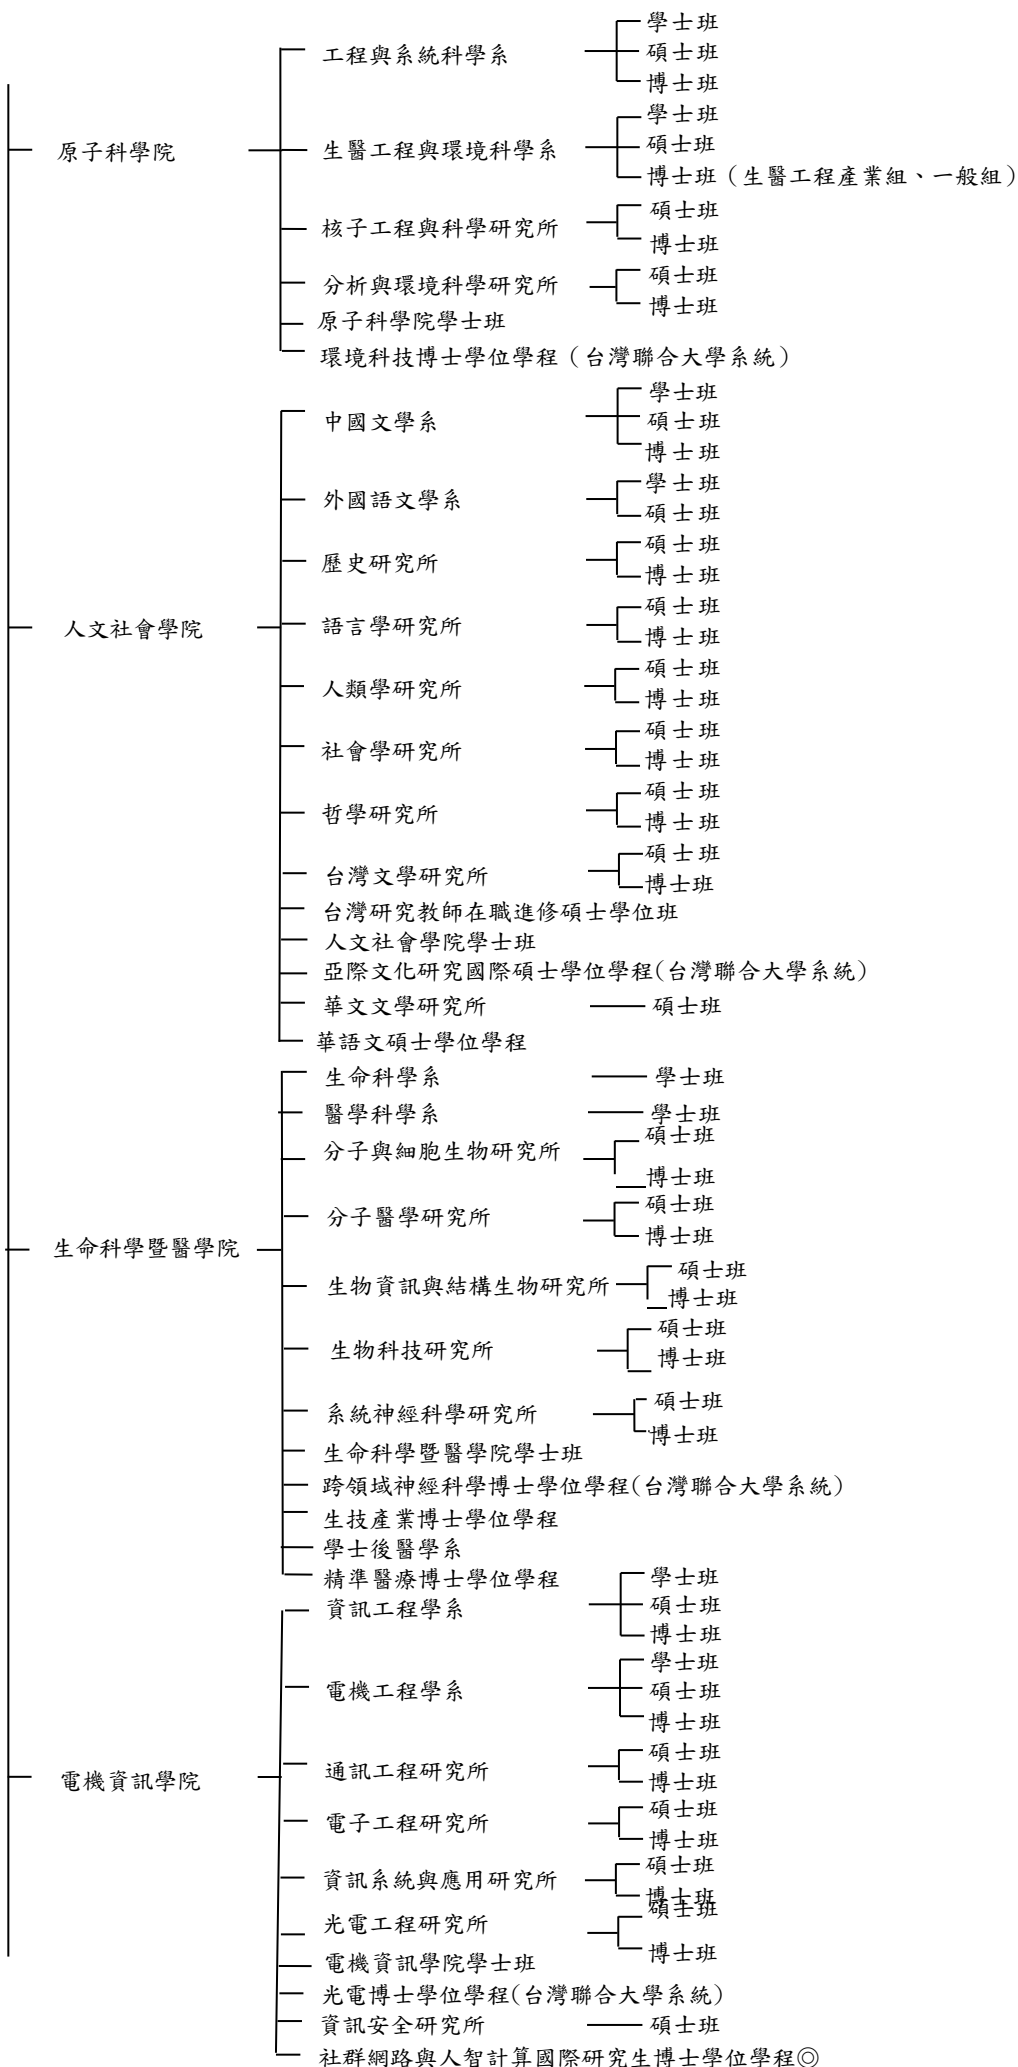 原子科學院
工程與系統科學系
學士班
碩士班
博士班
生醫工程與環境科學系
學士班
碩士班
博士班（生醫工程產業組、一般組）
核子工程與科學研究所
碩士班
博士班
分析與環境科學研究所
碩士班
博士班
原子科學院學士班
環境科技博士學位學程（台灣聯合大學系統）
人文社會學院
中國文學系
學士班
碩士班
博士班
外國語文學系
學士班
碩士班
歷史研究所
碩士班
博士班
語言學研究所
碩士班
博士班
人類學研究所
碩士班
博士班
社會學研究所
碩士班
博士班
哲學研究所
碩士班
博士班
台灣文學研究所
碩士班
博士班
台灣研究教師在職進修碩士學位班
人文社會學院學士班
亞際文化研究國際碩士學位學程(台灣聯合大學系統)
華文文學研究所
碩士班
華語文碩士學位學程
生命科學暨醫學院
生命科學系
學士班
醫學科學系
學士班
分子與細胞生物研究所
碩士班
博士班
分子醫學研究所
碩士班
博士班
生物資訊與結構生物研究所
碩士班
博士班
生物科技研究所
碩士班
博士班
系統神經科學研究所
碩士班
博士班
生命科學暨醫學院學士班
跨領域神經科學博士學位學程(台灣聯合大學系統)
生技產業博士學位學程
學士後醫學系
精準醫療博士學位學程
電機資訊學院
資訊工程學系
學士班
碩士班
博士班
電機工程學系
學士班
碩士班
博士班
通訊工程研究所
碩士班
博士班
電子工程研究所
碩士班
博士班
資訊系統與應用研究所
碩士班
博士班
光電工程研究所
碩士班
博士班
電機資訊學院學士班
光電博士學位學程(台灣聯合大學系統)
資訊安全研究所
碩士班
社群網路與人智計算國際研究生博士學位學程◎